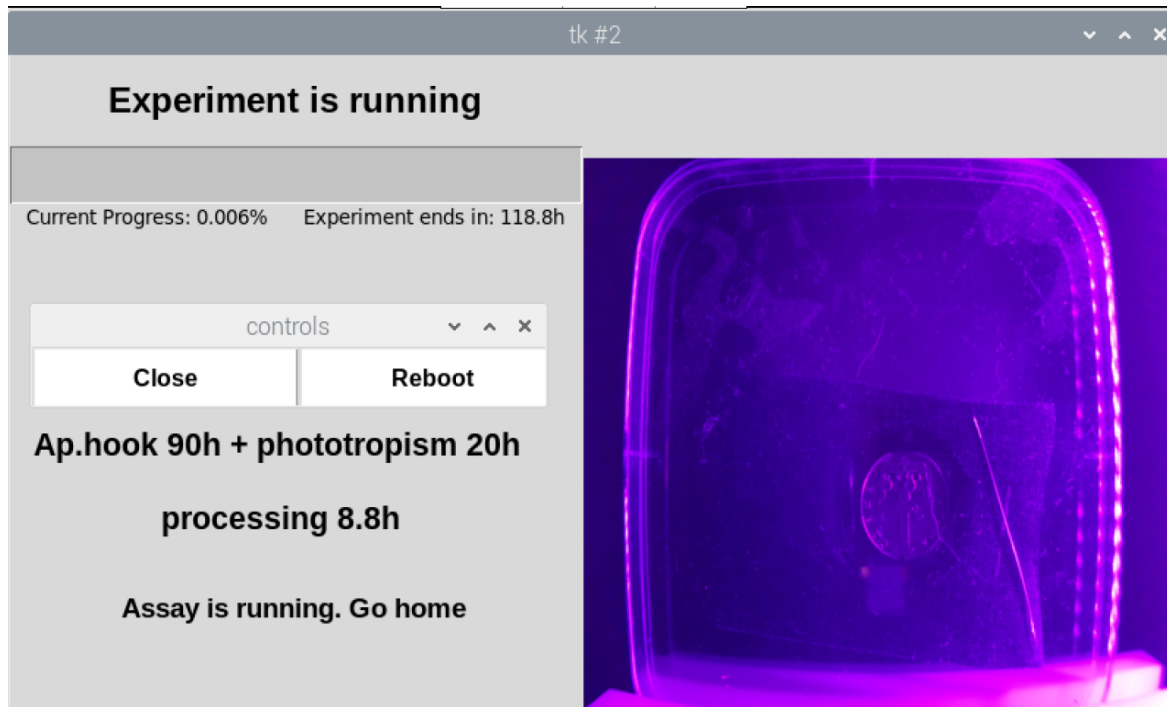 tk #2
Experiment is running
Current Progress: 0.006% Experiment ends in: 118.8h
controls
Close Reboot
Ap.hook 90h + phototropism 20h
processing 8.8h
Assay is running. Go home